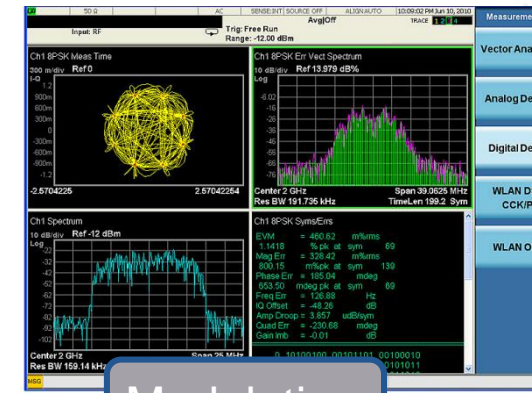 50 Ω AC SENSE:INT SOURCE OFF ALIGN AUTO 10:09:02 PM Jun 10, 2010
Input: RF Trig: Free Run Avg|Off TRACE 1 2 3 4
Range: -12.00 dBm
Measureme
Vector Ana
Analog De
Digital De
WLAN D
CCK/P
WLAN O
Ch1 8PSK Meas Time
300 m/div Ref 0
I-Q
1.2
900m
600m
300m
0
-300m
-600m
-900m
-1.2
-2.5704225 2.57042254
Ch1 8PSK Err Vect Spectrum
10 dB/div Ref 13.979 dB%
Log
-6.02
-16
-26
-36
-46
-56
-66
-76
Center 2 GHz Span 39.0625 MHz
Res BW 191.735 kHz TimeLen 199.2 Sym
Ch1 Spectrum
10 dB/div Ref -12 dBm
Log
-22
-32
-42
-52
-62
-72
-82
-92
-102
Center 2 GHz Span 25 MHz
Res BW 159.14 kHz
Ch1 8PSK Syms/Errs
EVM = 460.62 m%rms
1.1418 % pk at sym 69
Mag Err = 328.42 m%rms
800.15 m%pk at sym 139
Phase Err = 185.04 mdeg
653.50 mdeg pk at sym 69
Freq Err = 126.88 Hz
IQ Offset = -48.26 dB
Amp Droop = 3.857 udB/sym
Quad Err = -230.68 mdeg
Gain Imb = -0.01 dB
0 10100100 00101101 00100010
0101011
MSG